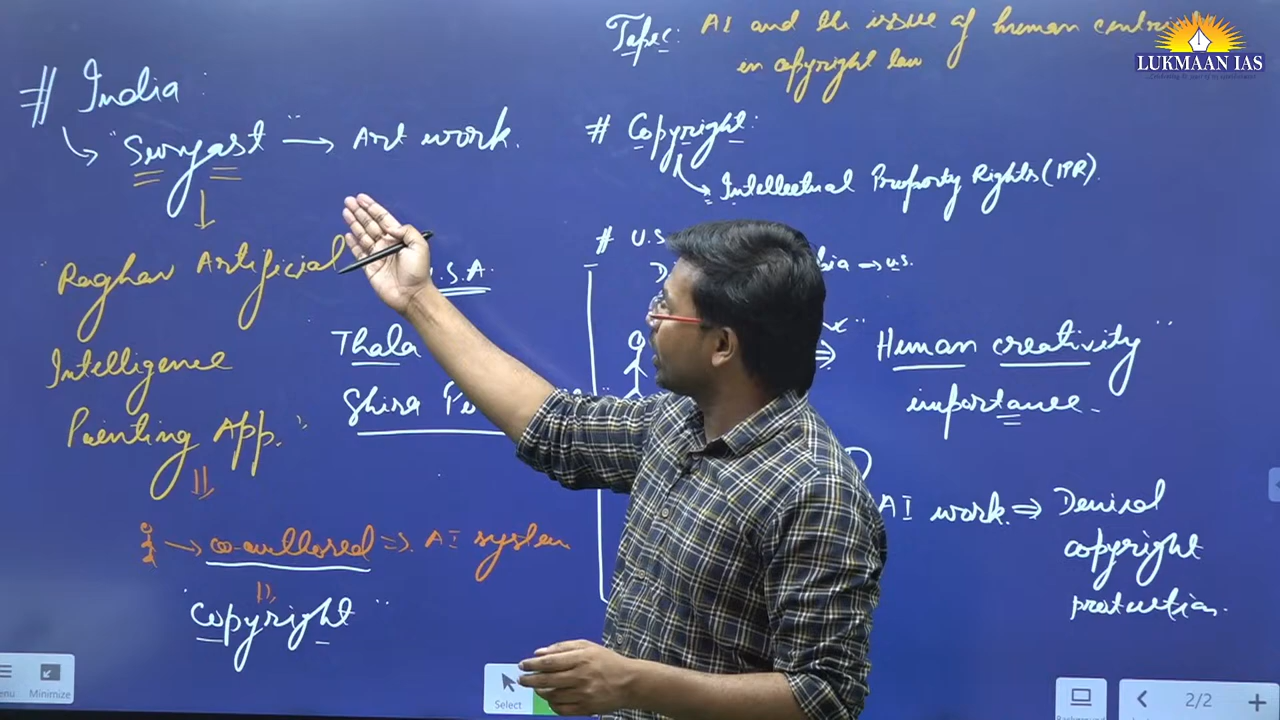 Topic: AI and the issue of human
in copyright law
LUKMAAN IAS
# India:
"Suryast" → Art work.
"Raghav Artificial
Intelligence
Painting App."
→ co-authored ⇒ AI system
"Copyright"
.S.A.
Thala
Shira
# Copyright:
Intellectual Property Rights (IPR).
# U.S
bia → U.S.
⇒ "Human creativity"
importance.
AI work. ⇒ Denial
copyright
protection.
enu
Minimize
Select
2/2